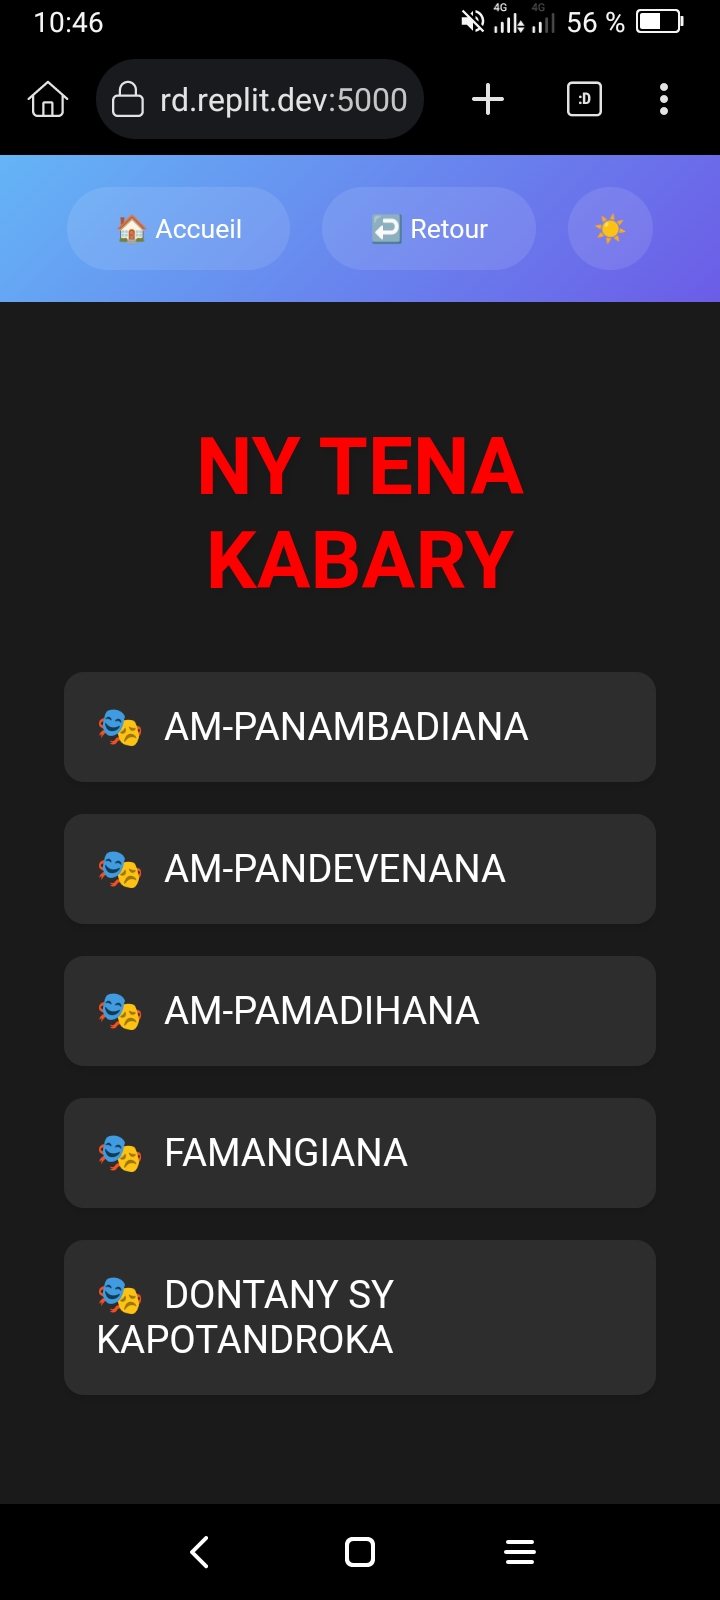 10:46
4G 4G 56 %
rd.replit.dev:5000 :D
Accueil Retour
NY TENA
KABARY
AM-PANAMBADIANA
AM-PANDEVENANA
AM-PAMADIHANA
FAMANGIANA
DONTANY SY
KAPOTANDROKA